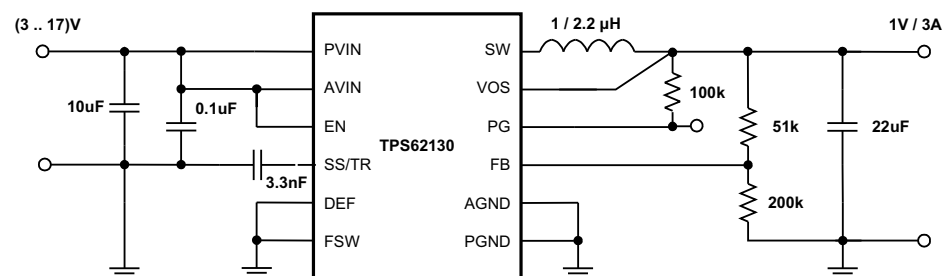 (3 .. 17)V
1 / 2.2 µH
1V / 3A
PVIN
SW
AVIN
VOS
10uF
0.1uF
100k
EN
PG
TPS62130
51k
22uF
SS/TR
FB
3.3nF
200k
DEF
AGND
FSW
PGND